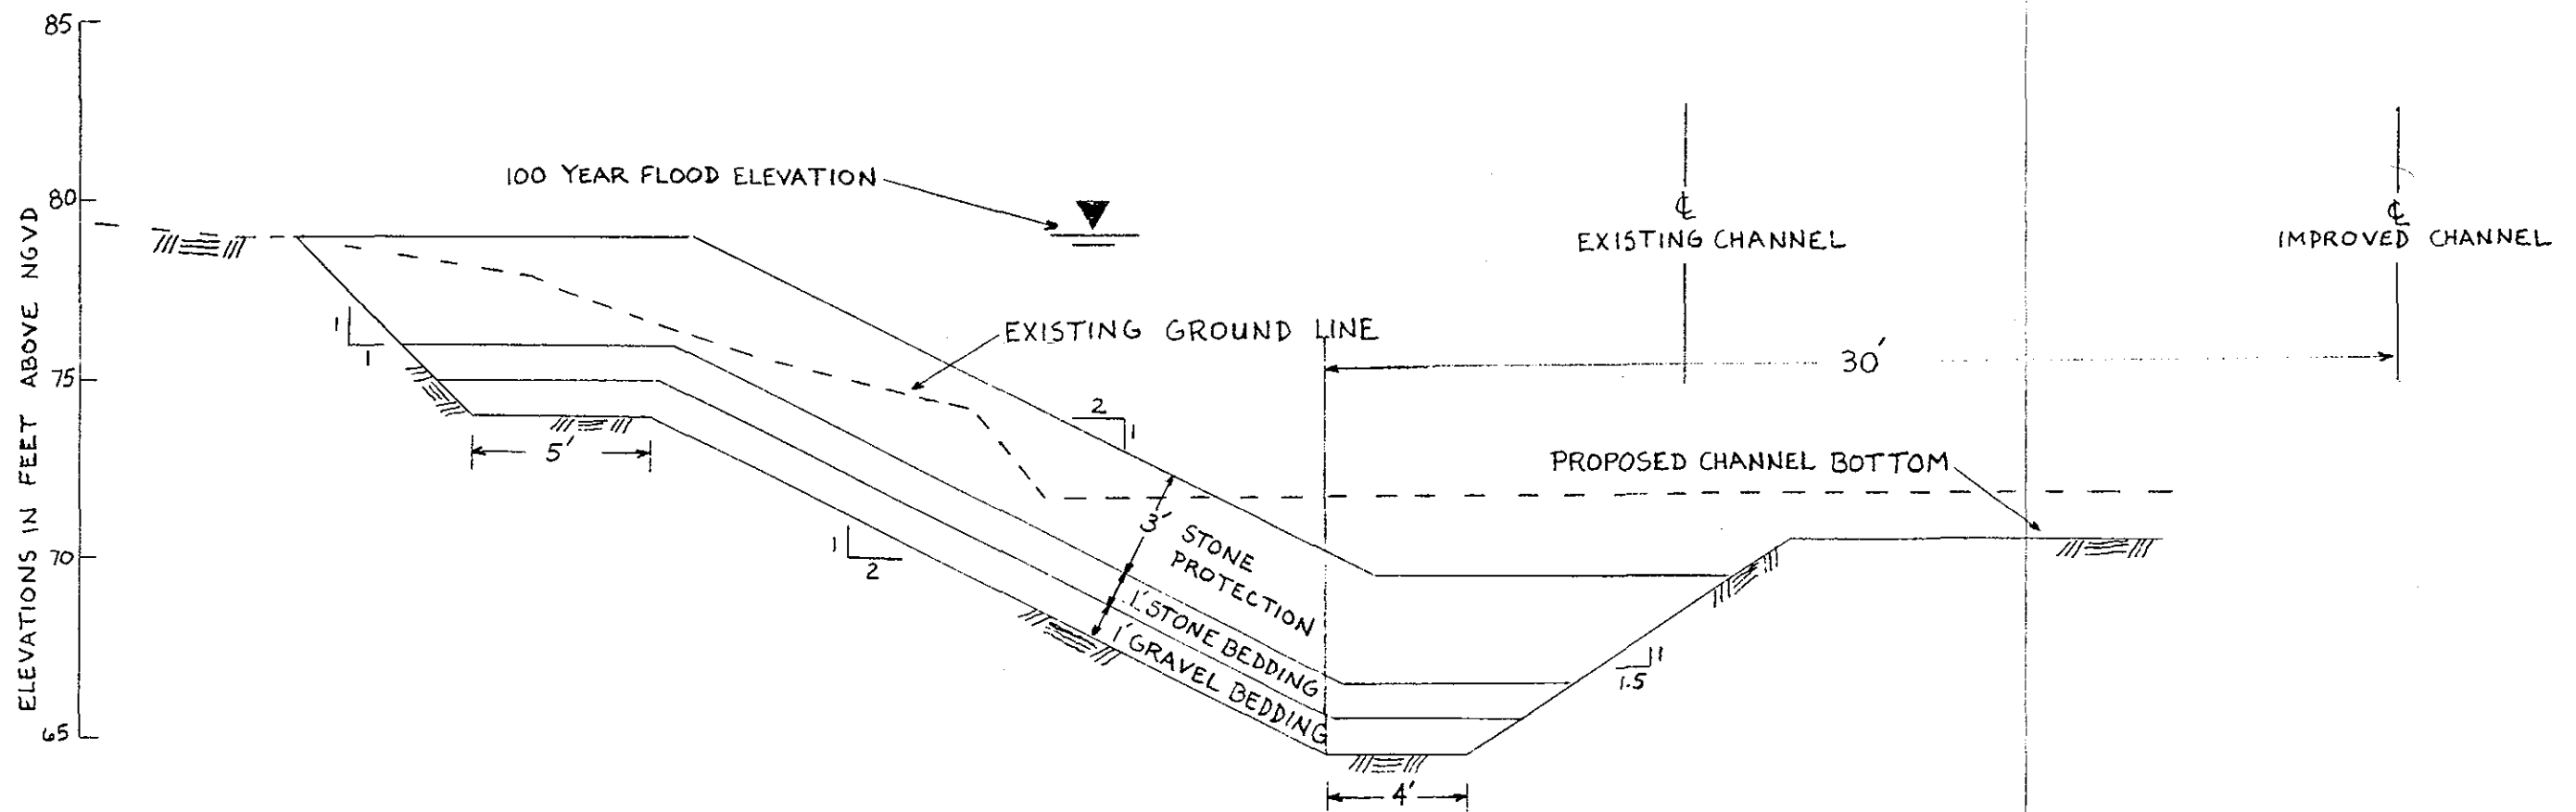 85
80
75
70
65
ELEVATIONS IN FEET ABOVE NGVD
100 YEAR FLOOD ELEVATION
℄
EXISTING CHANNEL
℄
IMPROVED CHANNEL
EXISTING GROUND LINE
30'
1
1
2
1
5'
PROPOSED CHANNEL BOTTOM
1
2
3'
STONE
PROTECTION
1' STONE BEDDING
1' GRAVEL BEDDING
1
1.5
4'